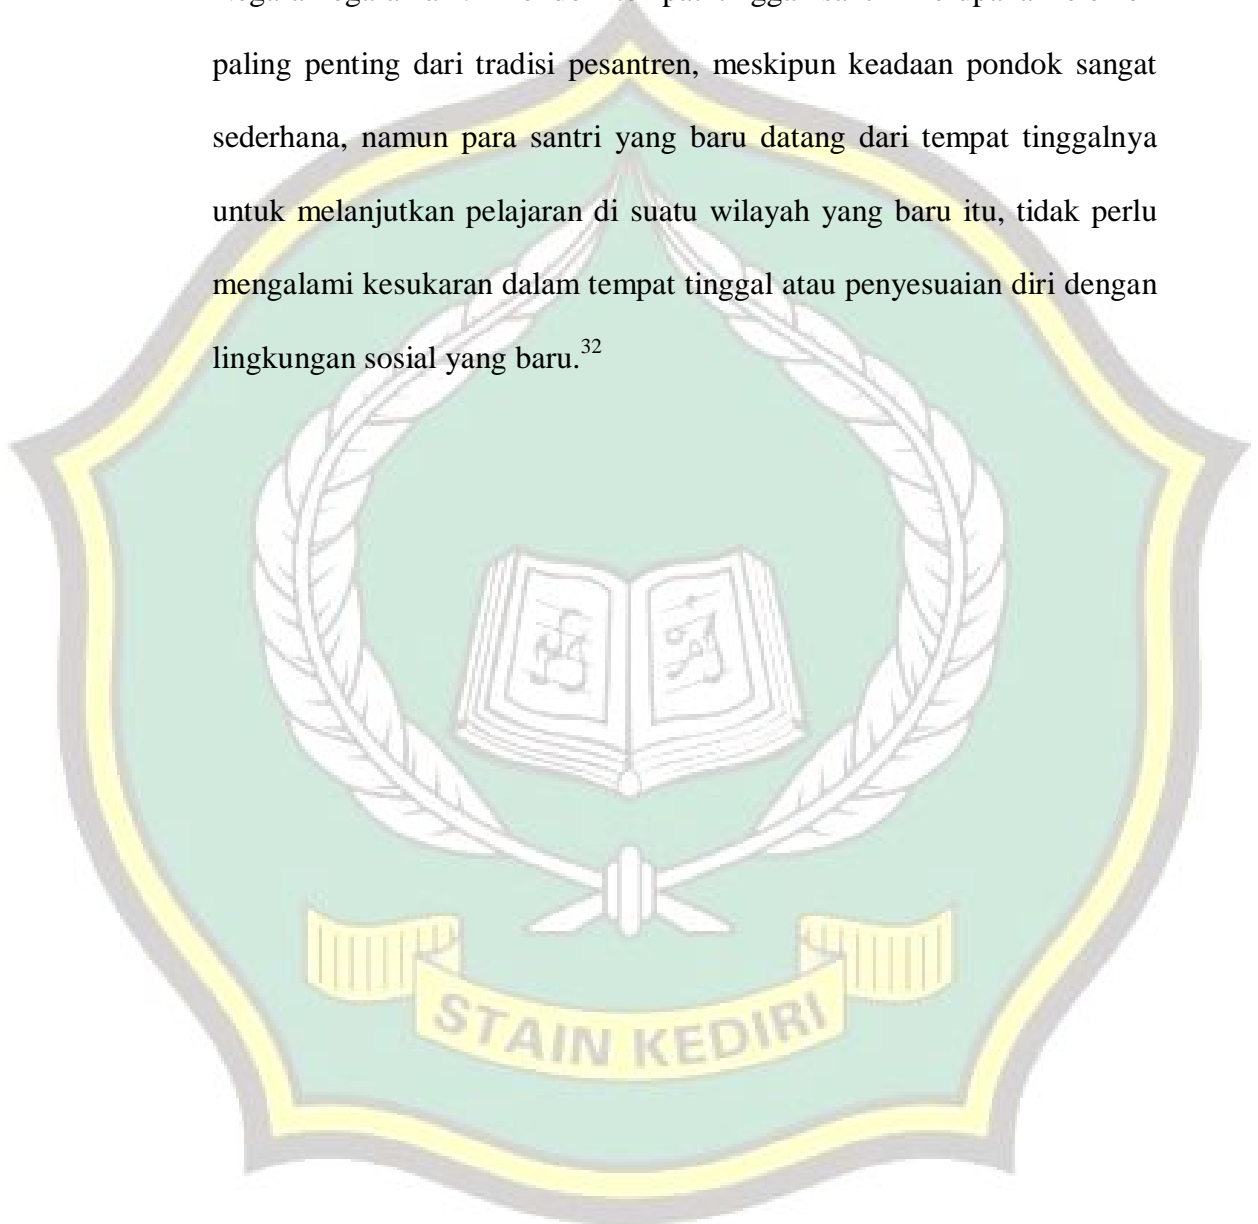 paling penting dari tradisi pesantren, meskipun keadaan pondok sangat
sederhana, namun para santri yang baru datang dari tempat tinggalnya
untuk melanjutkan pelajaran di suatu wilayah yang baru itu, tidak perlu
mengalami kesukaran dalam tempat tinggal atau penyesuaian diri dengan
lingkungan sosial yang baru.32
STAIN KEDIRI